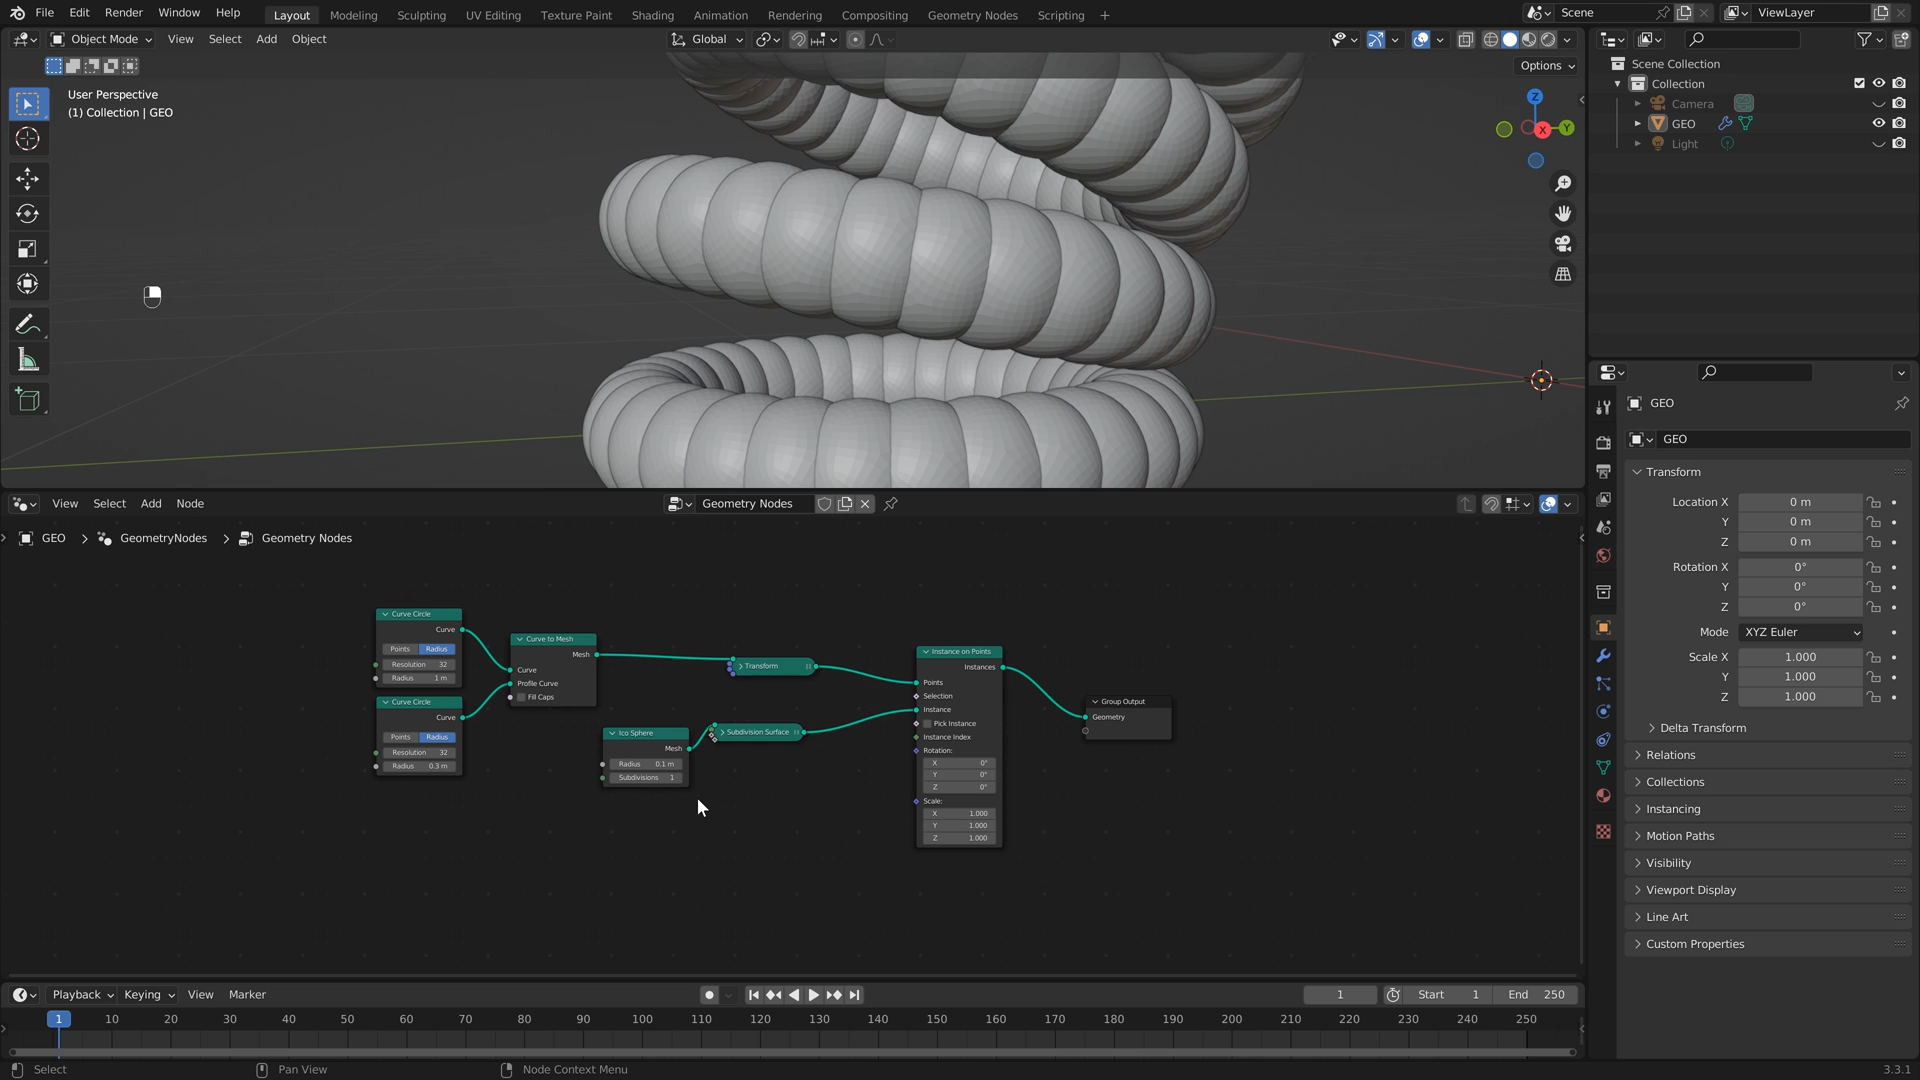 File Edit Render Window Help Layout Modeling Sculpting UV Editing Texture Paint Shading Animation Rendering Compositing Geometry Nodes Scripting + Scene ViewLayer
Object Mode View Select Add Object Global
Options
User Perspective
(1) Collection | GEO
Z
X
Y
Scene Collection
Collection
Camera
GEO
Light
GEO
GEO
Transform
Location X 0 m
Y 0 m
Z 0 m
Rotation X 0°
Y 0°
Z 0°
Mode XYZ Euler
Scale X 1.000
Y 1.000
Z 1.000
Delta Transform
Relations
Collections
Instancing
Motion Paths
Visibility
Viewport Display
Line Art
Custom Properties
View Select Add Node Geometry Nodes
GEO > GeometryNodes > Geometry Nodes
Curve Circle
Curve
Points Radius
Resolution 32
Radius 1 m
Curve Circle
Curve
Points Radius
Resolution 32
Radius 0.3 m
Curve to Mesh
Mesh
Curve
Profile Curve
Fill Caps
Ico Sphere
Mesh
Radius 0.1 m
Subdivisions 1
Transform
Subdivision Surface
Instance on Points
Instances
Points
Selection
Instance
Pick Instance
Instance Index
Rotation:
X 0°
Y 0°
Z 0°
Scale:
X 1.000
Y 1.000
Z 1.000
Group Output
Geometry
Playback Keying View Marker 1 Start 1 End 250
1 10 20 30 40 50 60 70 80 90 100 110 120 130 140 150 160 170 180 190 200 210 220 230 240 250
Select Pan View Node Context Menu 3.3.1